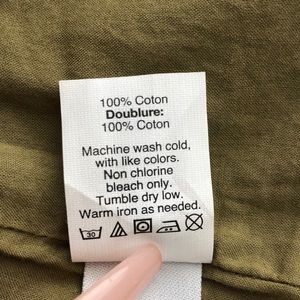 100% Coton
Doublure:
100% Coton
Machine wash cold,
with like colors.
Non chlorine
bleach only.
Tumble dry low.
Warm iron as needed.
30